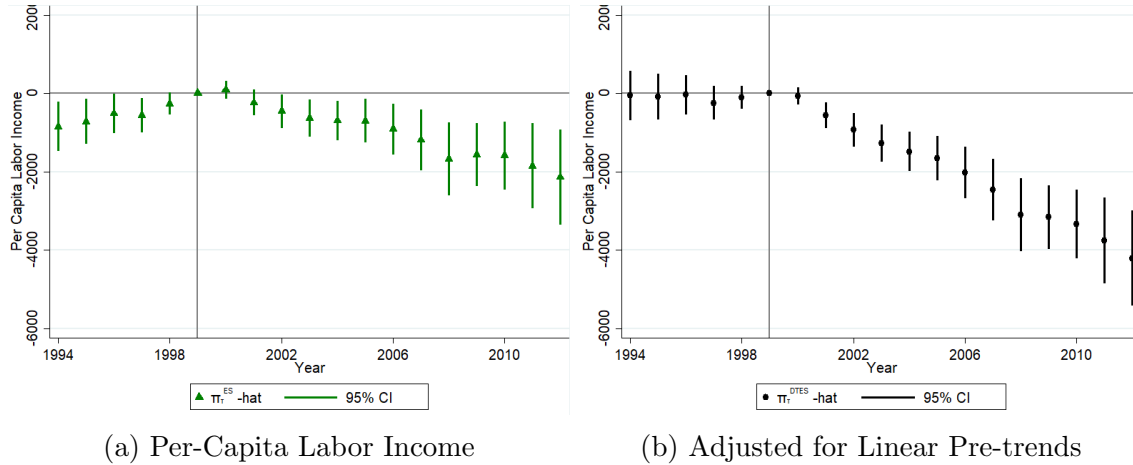 2000
0
-2000
-4000
-6000
Per Capita Labor Income
1994 1998 2002 2006 2010
Year
π_τ^ES -hat 95% CI
(a) Per-Capita Labor Income
2000
0
-2000
-4000
-6000
Per Capita Labor Income
1994 1998 2002 2006 2010
Year
π_τ^DTES -hat 95% CI
(b) Adjusted for Linear Pre-trends